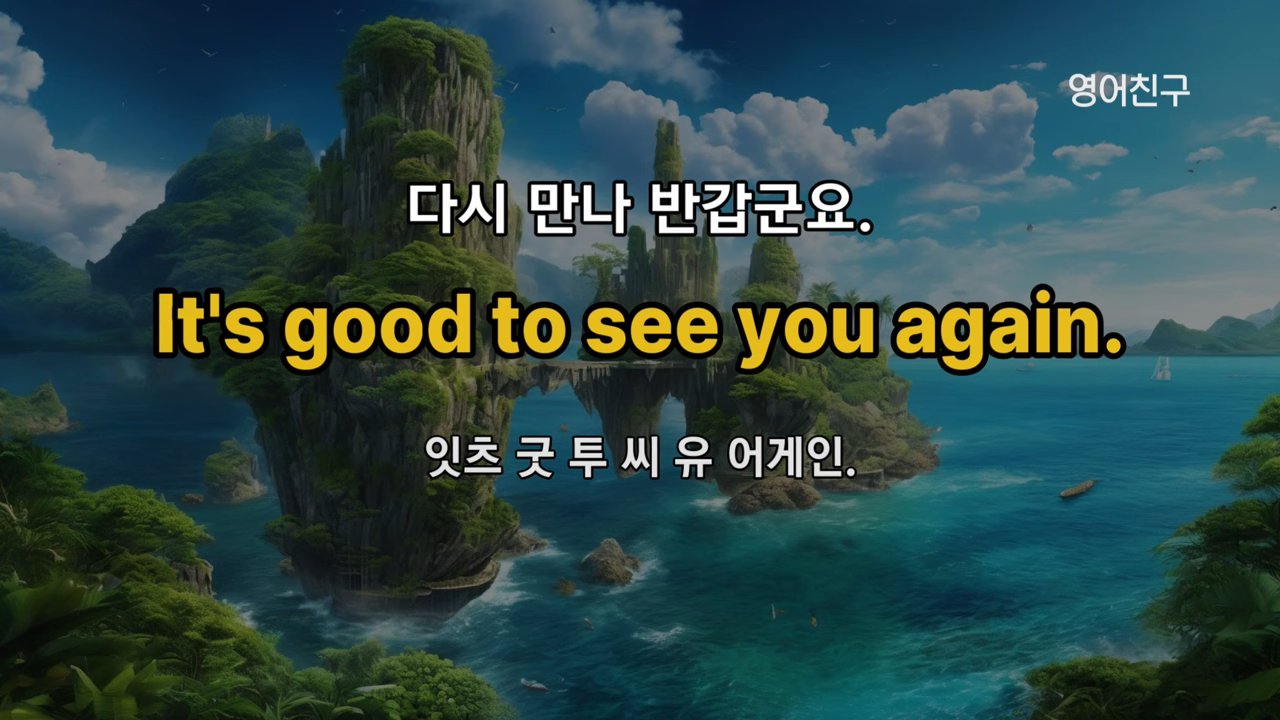 영어친구
다시 만나 반갑군요.
It's good to see you again.
잇츠 굿 투 씨 유 어게인.